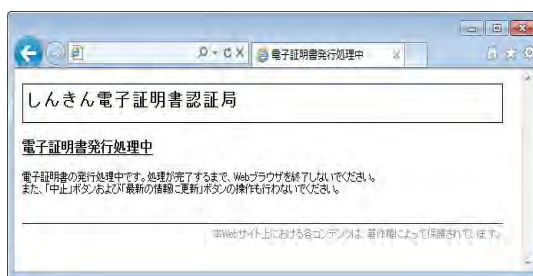 電子証明書発行処理中
しんきん電子証明書認証局
電子証明書発行処理中
電子証明書の発行処理中です。処理が完了するまで、Webブラウザを終了しないでください。
また、「中止」ボタンおよび「最新の情報に更新」ボタンの操作も行わないでください。
本Webサイト上における各コンテンツは、著作権によって保護されています。